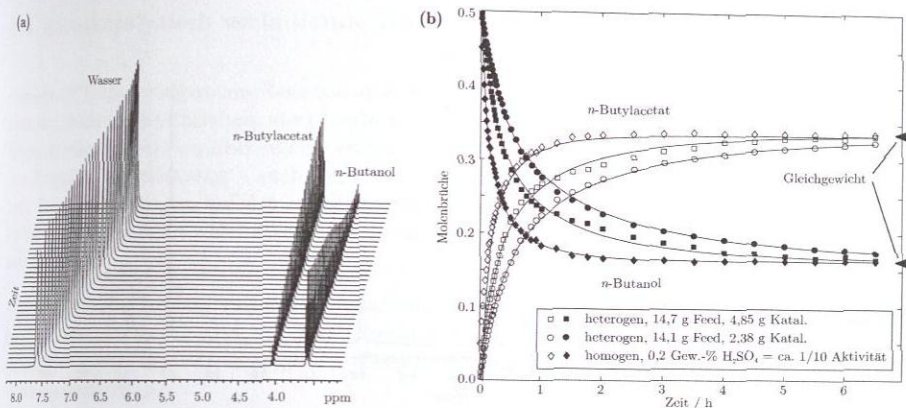 (a)
Wasser
n-Butylacetat
n-Butanol
Zeit
8.0 7.5 7.0 6.5 6.0 5.5 5.0 4.5 4.0 ppm
(b)
0.5
0.4
0.3
0.2
0.1
0.0
Molenbrüche
n-Butylacetat
Gleichgewicht
n-Butanol
heterogen, 14,7 g Feed, 4,85 g Katal.
heterogen, 14,1 g Feed, 2.38 g Katal.
homogen, 0,2 Gew.-% H₂SO₄ = ca. 1/10 Aktivität
0 1 2 3 4 5 6
Zeit / h